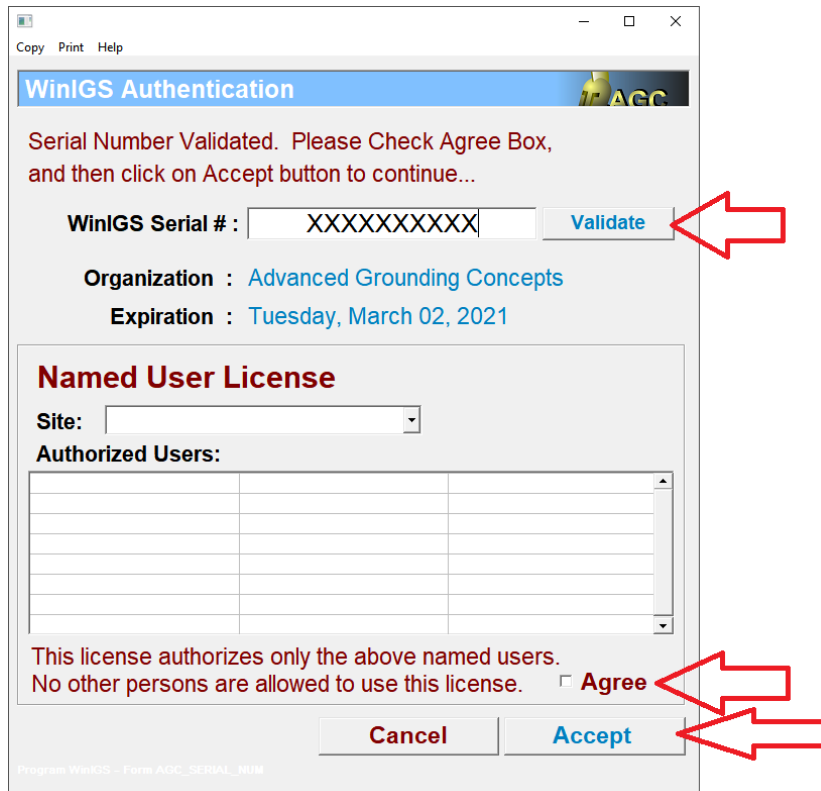 Copy Print Help
WinIGS Authentication
AGC
Serial Number Validated. Please Check Agree Box,
and then click on Accept button to continue...
WinIGS Serial # : XXXXXXXXXX Validate
Organization : Advanced Grounding Concepts
Expiration : Tuesday, March 02, 2021
Named User License
Site:
Authorized Users:
This license authorizes only the above named users.
No other persons are allowed to use this license. Agree
Cancel Accept
Program WinIGS - Form AGC_SERIAL_NUM